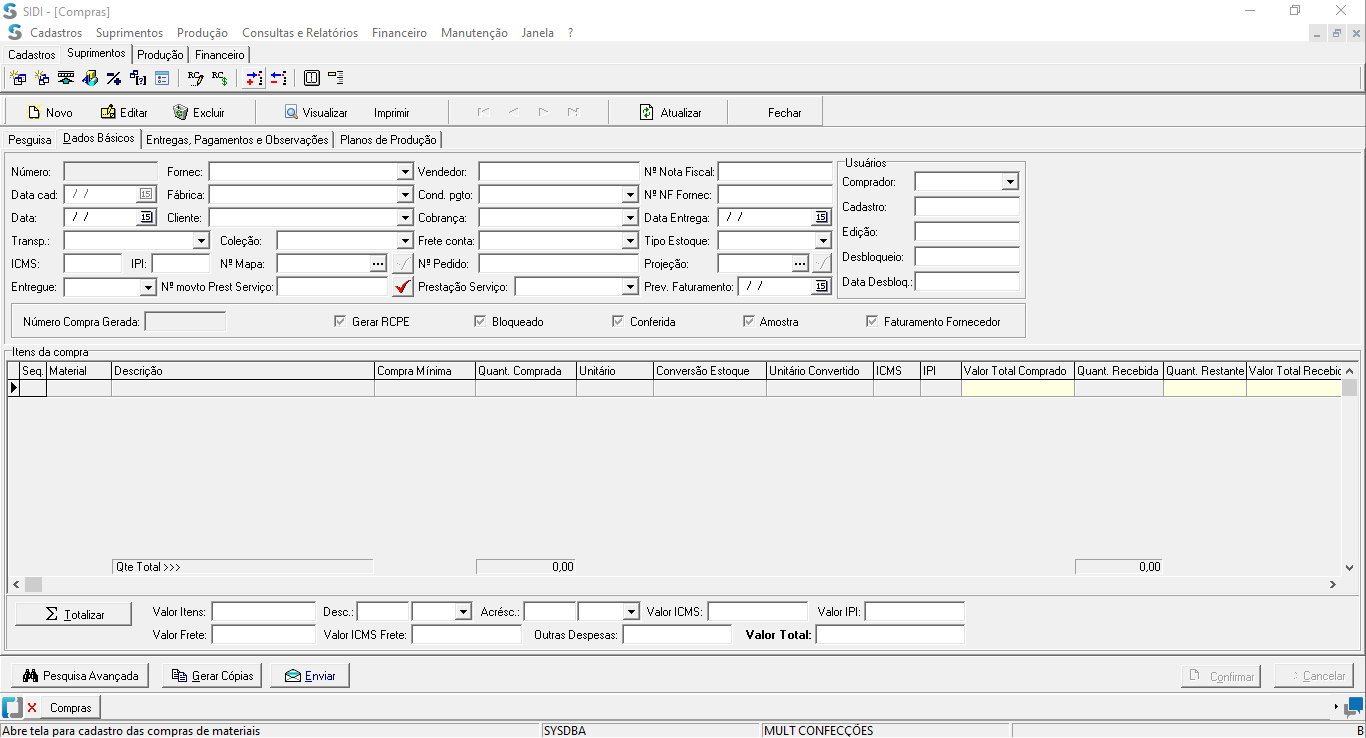 SIDI - [Compras]
Cadastros Suprimentos Produção Consultas e Relatórios Financeiro Manutenção Janela ?
Cadastros Suprimentos Produção Financeiro
Novo Editar Excluir Visualizar Imprimir Atualizar Fechar
Pesquisa Dados Básicos Entregas, Pagamentos e Observações Planos de Produção
Número: Fornec: Vendedor: Nº Nota Fiscal: Usuários
Comprador:
Data cad: / / 15 Fábrica: Cond. pgto: Nº NF Fornec:
Cadastro:
Data: / / 15 Cliente: Cobrança: Data Entrega: / / 15
Edição:
Transp.: Coleção: Frete conta: Tipo Estoque:
Desbloqueio:
ICMS: IPI: Nº Mapa: ... Nº Pedido: Projeção: ...
Data Desbloq.:
Entregue: Nº movto Prest Serviço: Prestação Serviço: Prev. Faturamento: / / 15
Número Compra Gerada: Gerar RCPE Bloqueado Conferida Amostra Faturamento Fornecedor
Itens da compra
Seq. Material Descrição Compra Mínima Quant. Comprada Unitário Conversão Estoque Unitário Convertido ICMS IPI Valor Total Comprado Quant. Recebida Quant. Restante Valor Total Recebid
Qte Total >>> 0,00 0,00
Σ Totalizar Valor Itens: Desc.: Acrésc.: Valor ICMS: Valor IPI:
Valor Frete: Valor ICMS Frete: Outras Despesas: Valor Total:
Pesquisa Avançada Gerar Cópias Enviar Confirmar Cancelar
Compras
Abre tela para cadastro das compras de materiais SYSDBA MULT CONFECÇÕES B